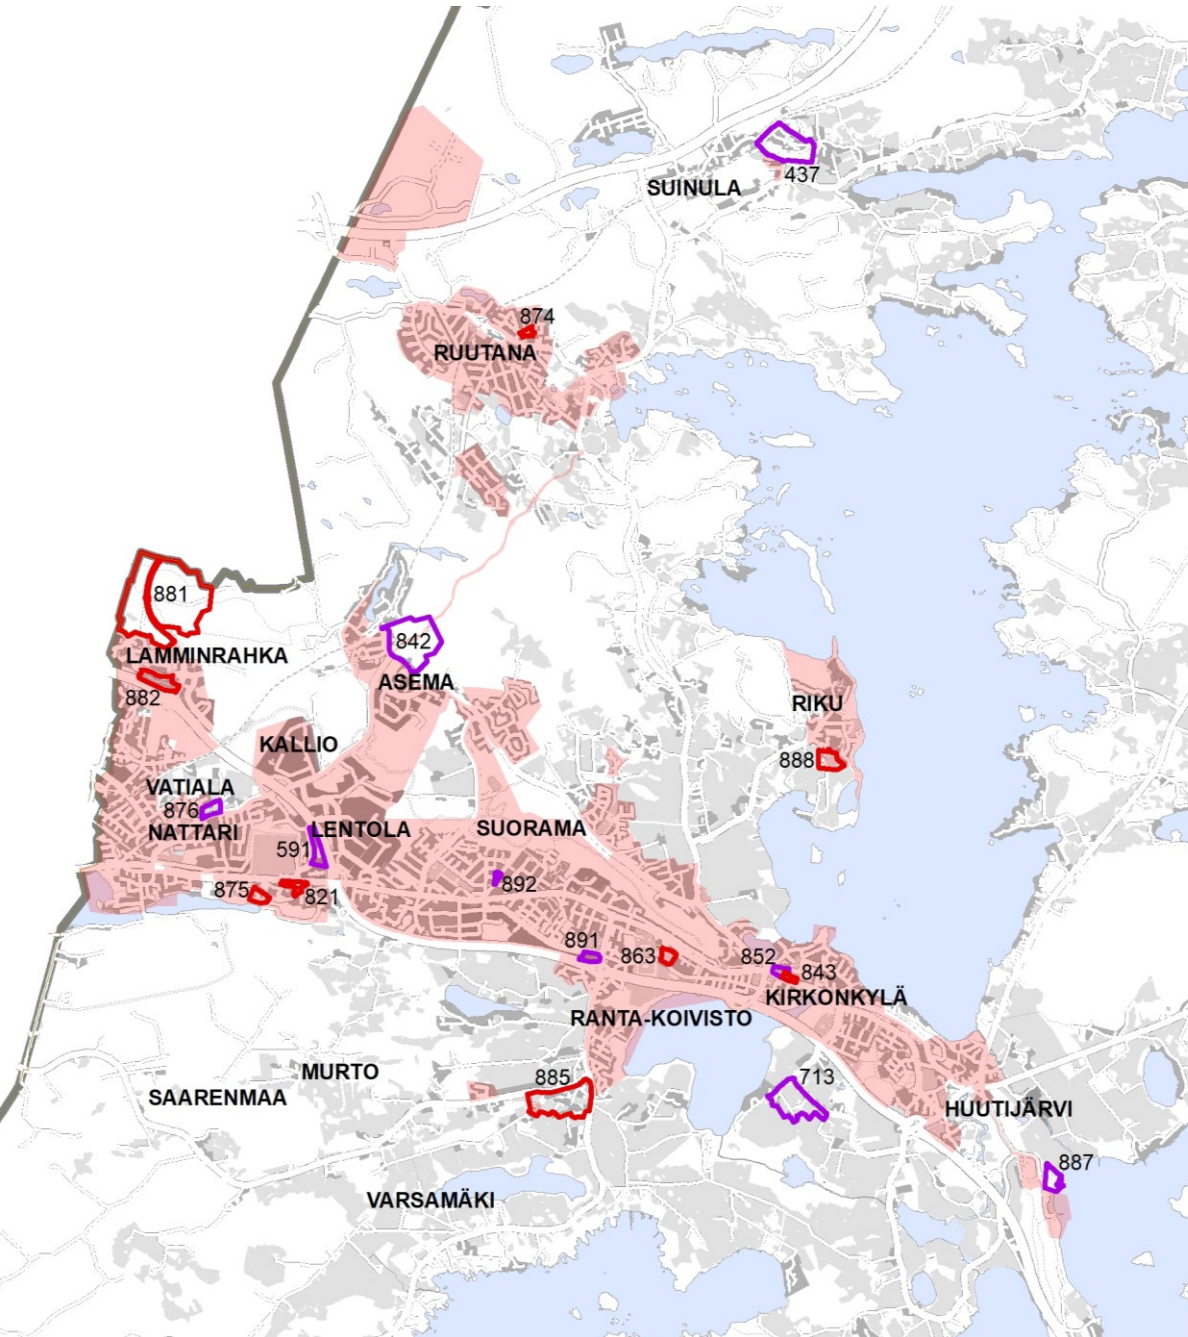 437
SUINULA
874
RUUTANA
881
842
LAMMINRAHKA
ASEMA
882
RIKU
KALLIO
888
VATIALA
876
NATTARI
LENTOLA
SUORAMA
591
892
875
821
891
863
852
843
KIRKONKYLÄ
RANTA-KOIVISTO
MURTO
885
713
SAARENMAA
HUUTIJÄRVI
887
VARSAMÄKI